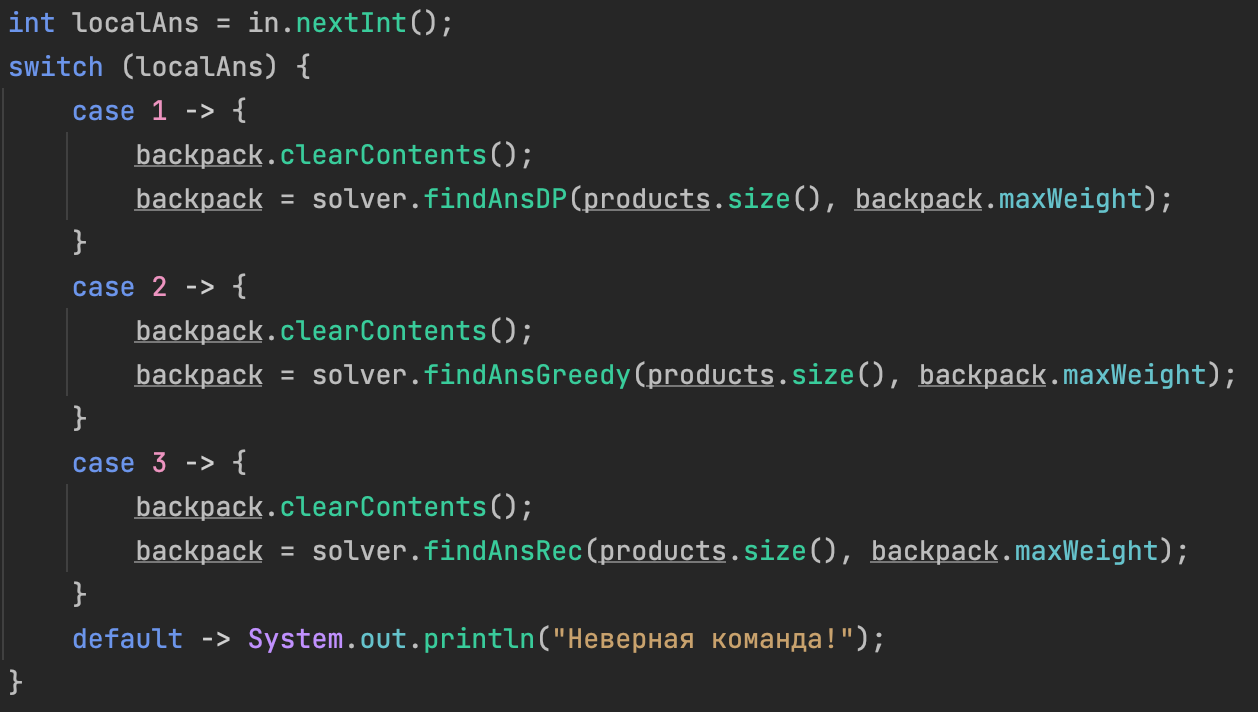 int localAns = in.nextInt();
switch (localAns) {
    case 1 -> {
        backpack.clearContents();
        backpack = solver.findAnsDP(products.size(), backpack.maxWeight);
    }
    case 2 -> {
        backpack.clearContents();
        backpack = solver.findAnsGreedy(products.size(), backpack.maxWeight);
    }
    case 3 -> {
        backpack.clearContents();
        backpack = solver.findAnsRec(products.size(), backpack.maxWeight);
    }
    default -> System.out.println("Неверная команда!");
}